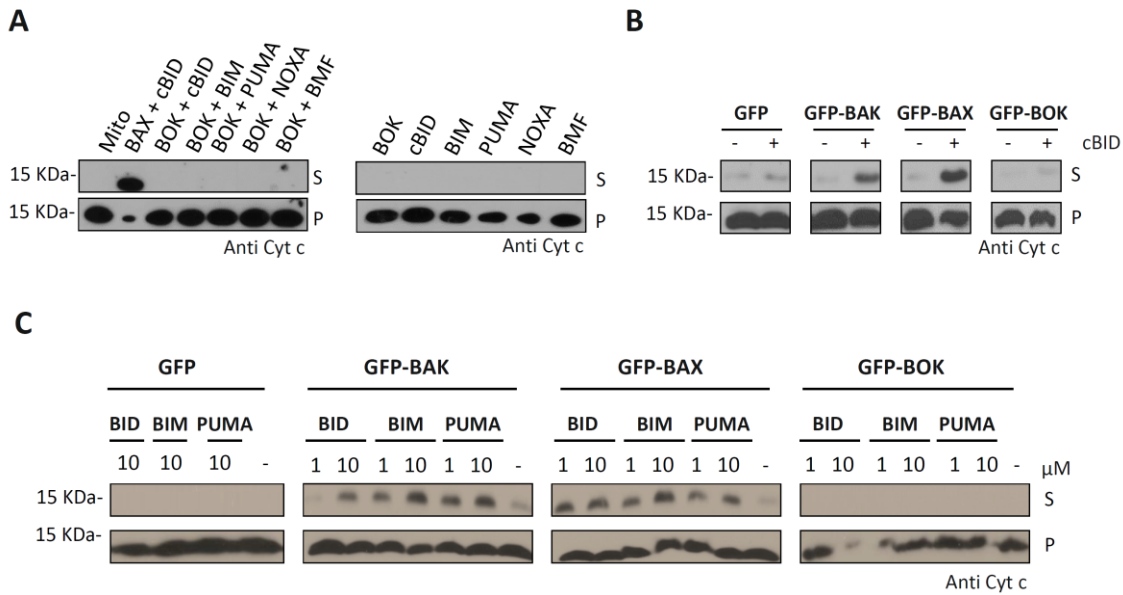 A
Mito
BAX + cBID
BOK + cBID
BOK + BIM
BOK + PUMA
BOK + NOXA
BOK + BMF
15 KDa- S
15 KDa- P
Anti Cyt c
BOK
cBID
BIM
PUMA
NOXA
BMF
S
P
Anti Cyt c
B
GFP GFP-BAK GFP-BAX GFP-BOK
- + - + - + - + cBID
15 KDa- S
15 KDa- P
Anti Cyt c
C
GFP GFP-BAK GFP-BAX GFP-BOK
BID BIM PUMA BID BIM PUMA BID BIM PUMA BID BIM PUMA
10 10 10 - 1 10 1 10 1 10 - 1 10 1 10 1 10 - 1 10 1 10 1 10 - μM
15 KDa- S
15 KDa- P
Anti Cyt c